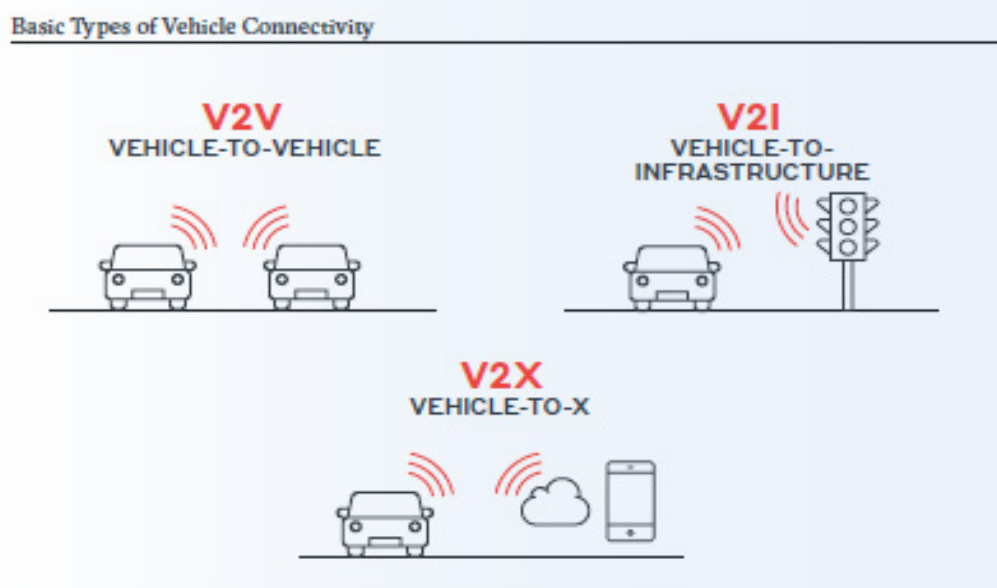 Basic Types of Vehicle Connectivity
V2V
VEHICLE-TO-VEHICLE
V2I
VEHICLE-TO-
INFRASTRUCTURE
V2X
VEHICLE-TO-X